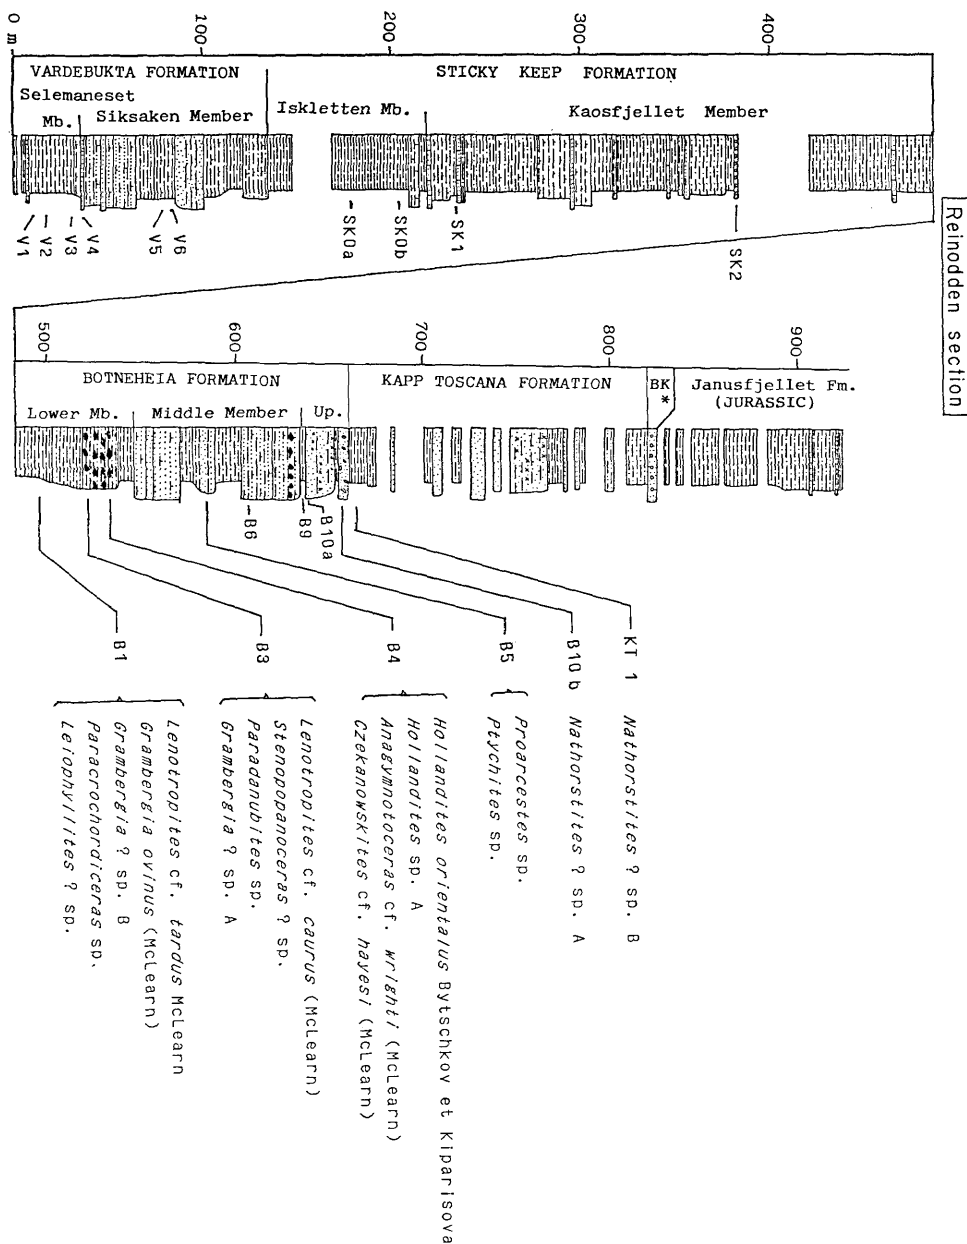 Reinodden section
0 m
100
200
300
400
VARDEBUKTA FORMATION
STICKY KEEP FORMATION
Selemaneset
Mb.
Siksaken Member
Iskletten Mb.
Kaosfjellet Member
V1
V2
V3
V4
V5
V6
SK0a
SK0b
SK1
SK2
500
600
700
800
900
BOTNEHEIA FORMATION
KAPP TOSCANA FORMATION
BK
*
Janusfjellet Fm.
(JURASSIC)
Lower Mb.
Middle Member
Up.
B6
B9
B10a
KT 1 Nathorstites ? sp. B
B10b Nathorstites ? sp. A
B5
Proarcestes sp.
Ptychites sp.
B4
Hollandites orientalus Bytschkov et Kiparisova
Hollandites sp. A
Anagymnotoceras cf. wrighti (McLearn)
Czekanowskites cf. hayesi (McLearn)
B3
Lenotropites cf. caurus (McLearn)
Stenopopanoceras ? sp.
Paradanubites sp.
Grambergia ? sp. A
B1
Lenotropites cf. tardus McLearn
Grambergia ovinus (McLearn)
Grambergia ? sp. B
Paracrochordiceras sp.
Leiophyllites ? sp.